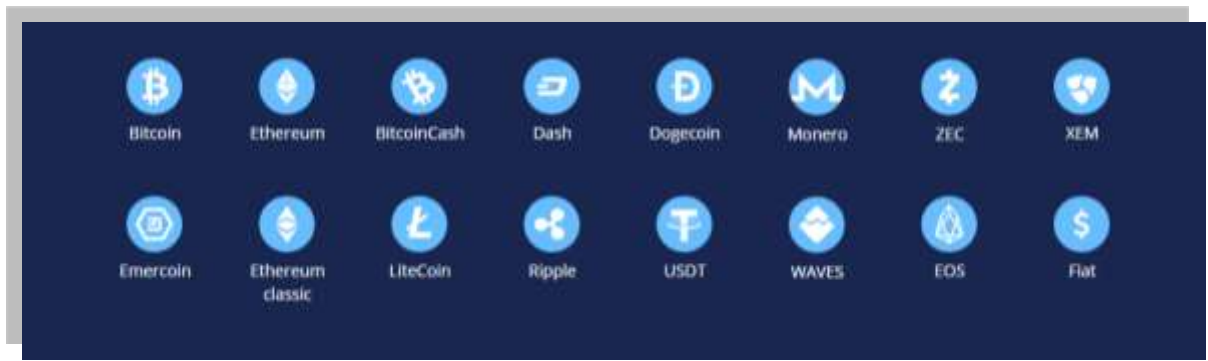 Bitcoin Ethereum BitcoinCash Dash Dogecoin Monero ZEC XEM
Emercoin Ethereum LiteCoin Ripple USDT WAVES EOS Fiat
classic